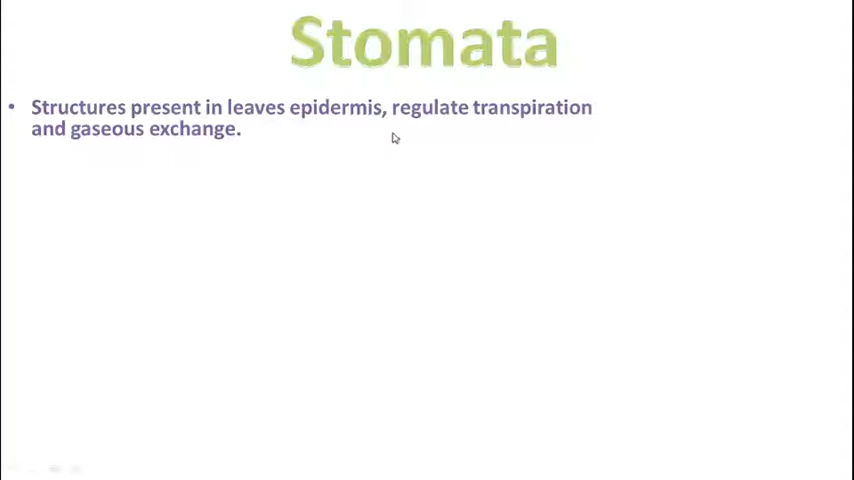 Stomata
• Structures present in leaves epidermis, regulate transpiration
and gaseous exchange.